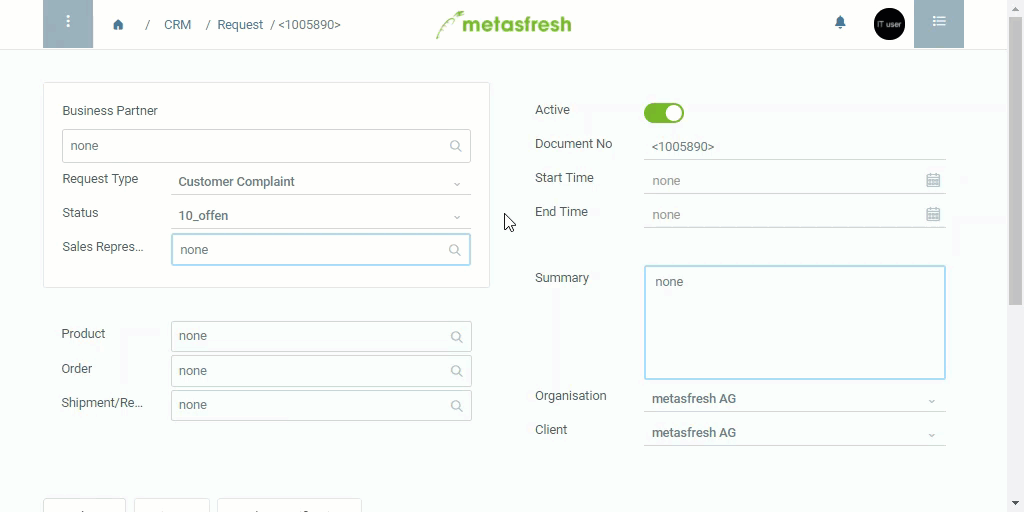 / CRM / Request / <1005890>
metasfresh
IT user
Business Partner
none
Request Type Customer Complaint
Status 10_offen
Sales Repres... none
Product none
Order none
Shipment/Re... none
Active
Document No <1005890>
Start Time none
End Time none
Summary none
Organisation metasfresh AG
Client metasfresh AG